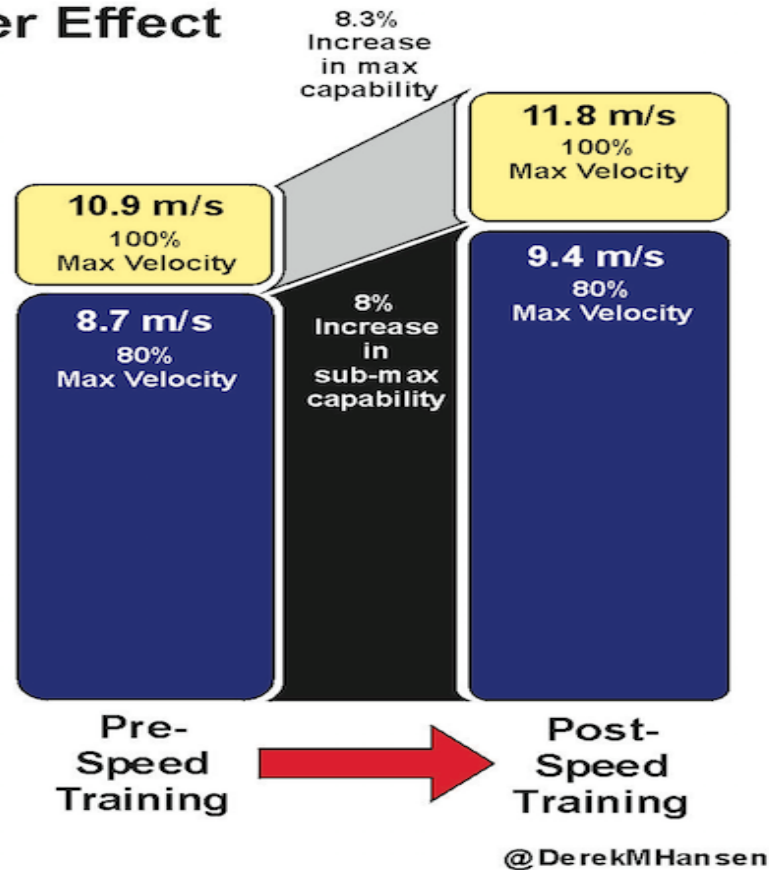 er Effect
8.3%
Increase
in max
capability
11.8 m/s
100%
Max Velocity
10.9 m/s
100%
Max Velocity
9.4 m/s
80%
Max Velocity
8.7 m/s
80%
Max Velocity
8%
Increase
in
sub-max
capability
Pre-
Speed
Training
Post-
Speed
Training
@DerekMHansen